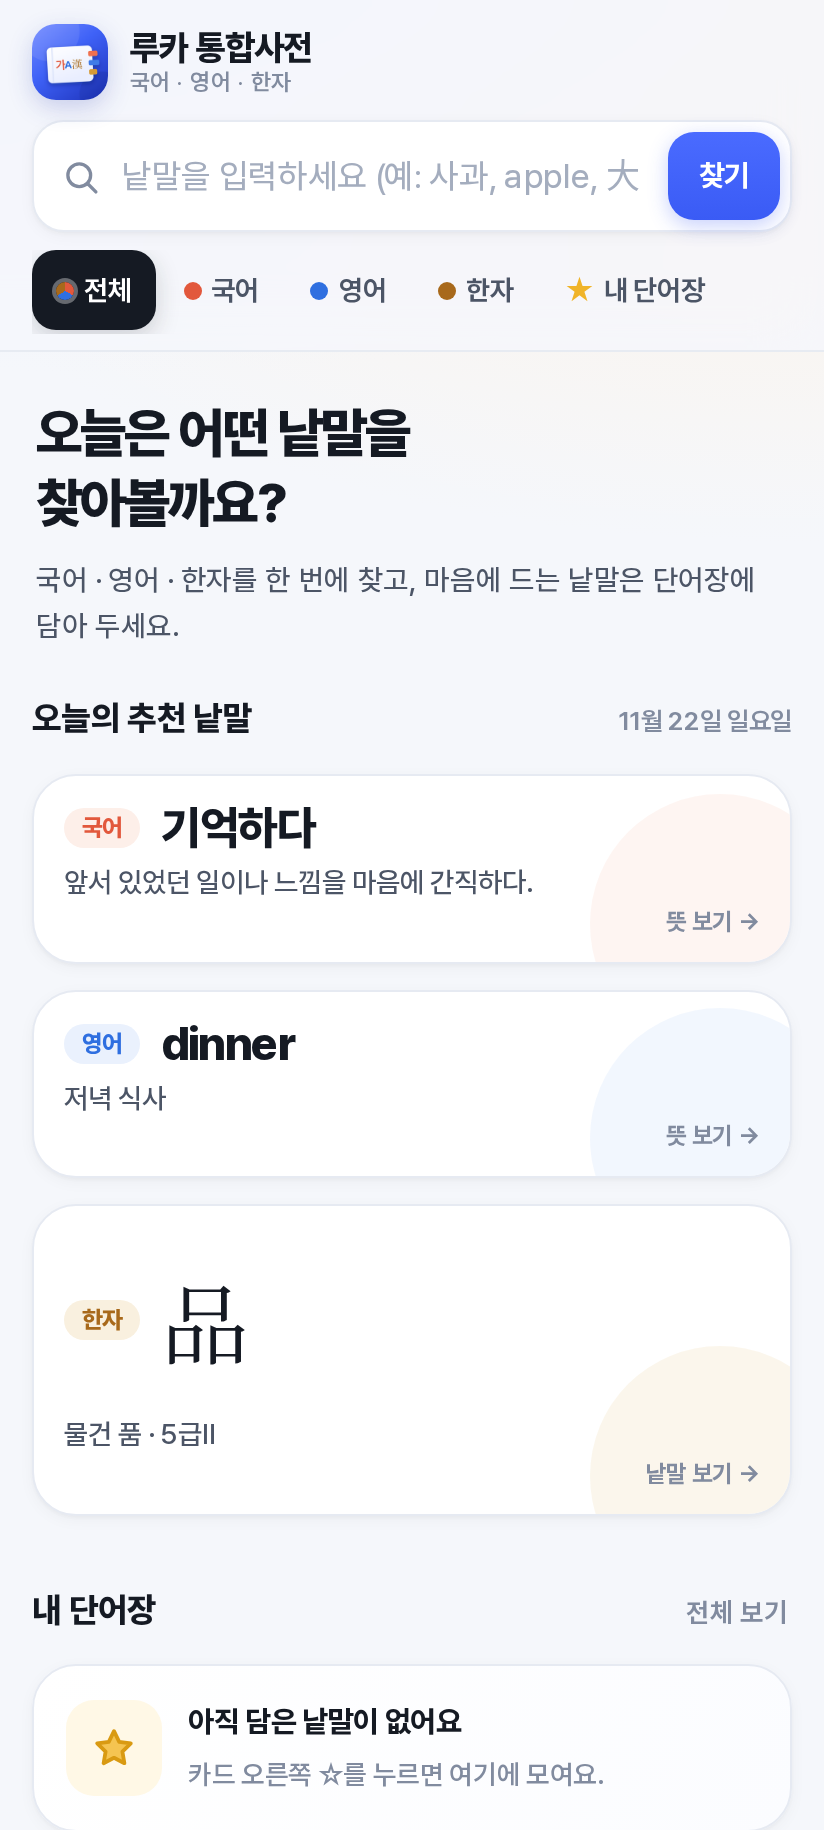 가A漢
루카 통합사전
국어 · 영어 · 한자
낱말을 입력하세요 (예: 사과, apple, 大
찾기
전체
국어
영어
한자
★ 내 단어장
오늘은 어떤 낱말을
찾아볼까요?
국어 · 영어 · 한자를 한 번에 찾고, 마음에 드는 낱말은 단어장에
담아 두세요.
오늘의 추천 낱말
11월 22일 일요일
국어 기억하다
앞서 있었던 일이나 느낌을 마음에 간직하다.
뜻 보기 →
영어 dinner
저녁 식사
뜻 보기 →
한자 品
물건 품 · 5급II
낱말 보기 →
내 단어장
전체 보기
아직 담은 낱말이 없어요
카드 오른쪽 ☆를 누르면 여기에 모여요.